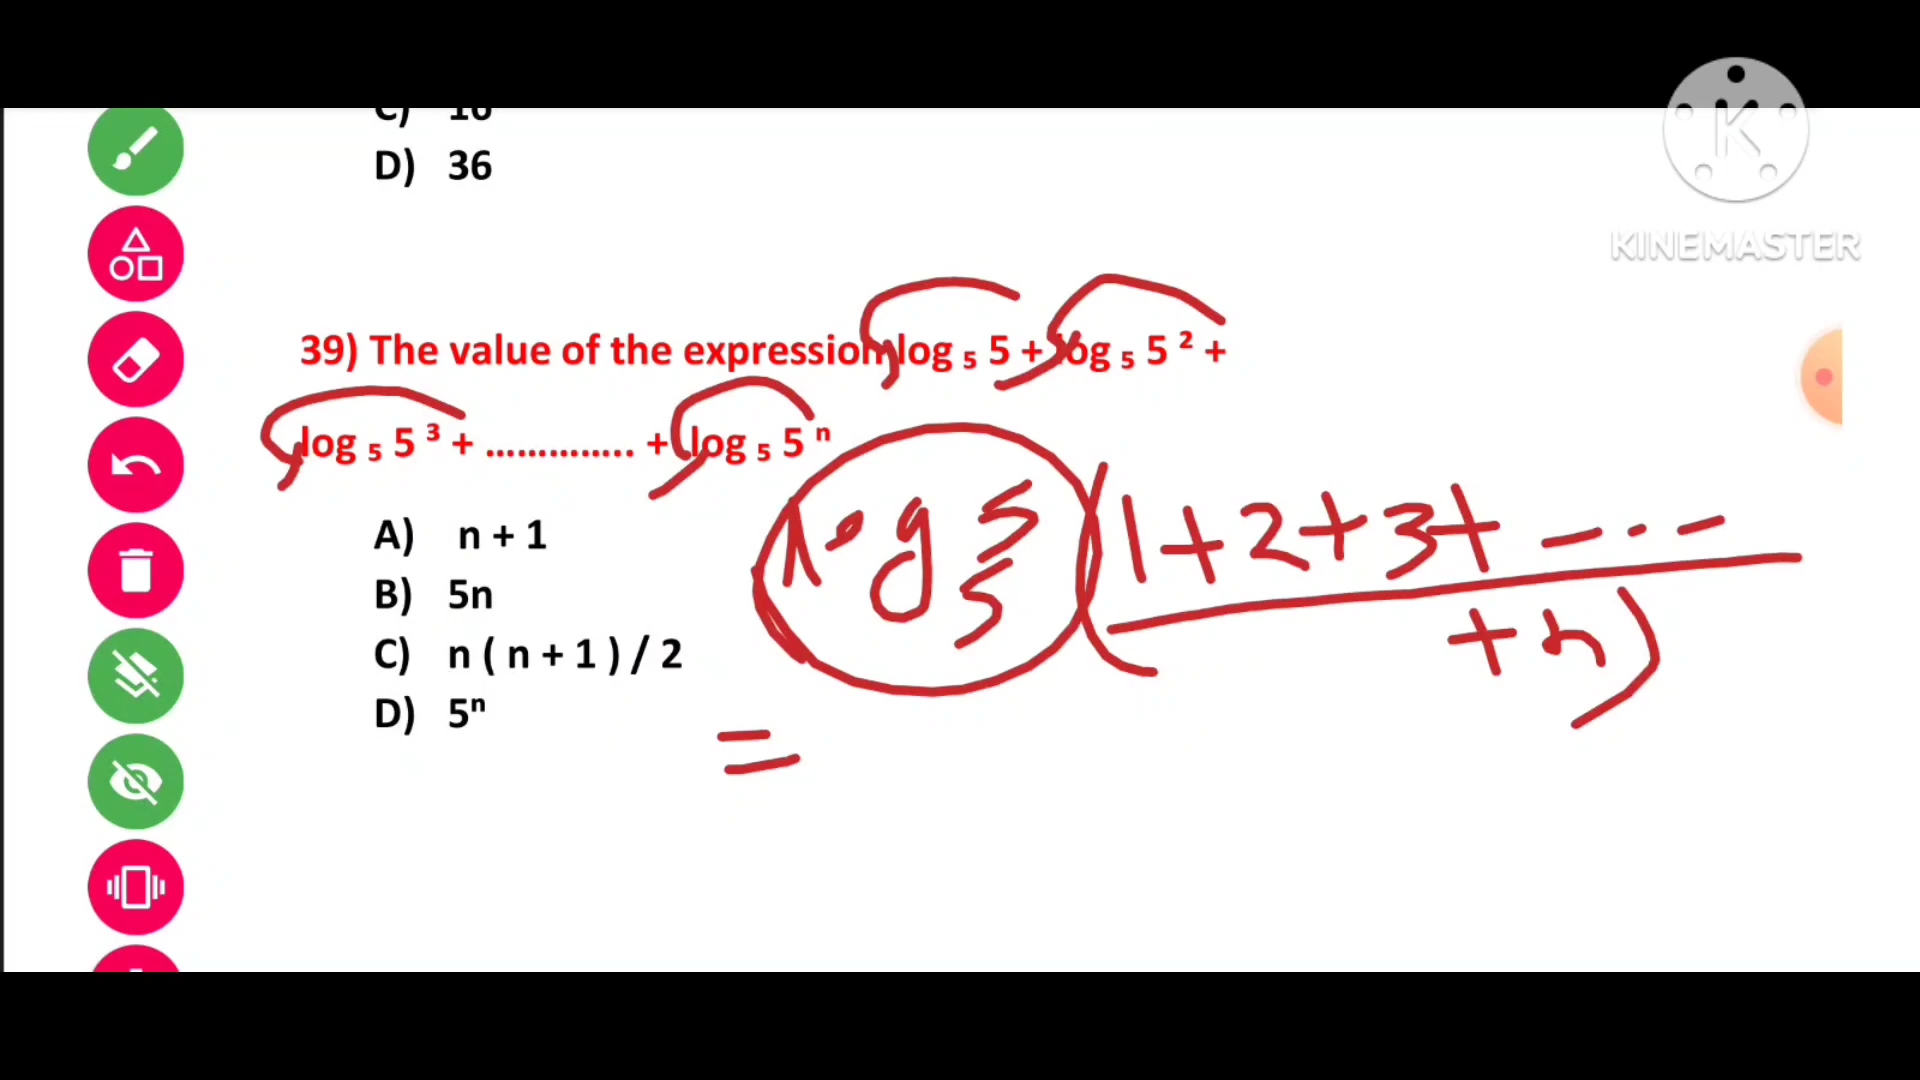 C) 16
D) 36
KINEMASTER
39) The value of the expression log ₅ 5 + log ₅ 5 ² +
log ₅ 5 ³ + .............. + log ₅ 5 ⁿ
A) n + 1
B) 5n
C) n ( n + 1 ) / 2
D) 5ⁿ
log ₅ 5 (1+2+3+ - . . -
+ n)
=